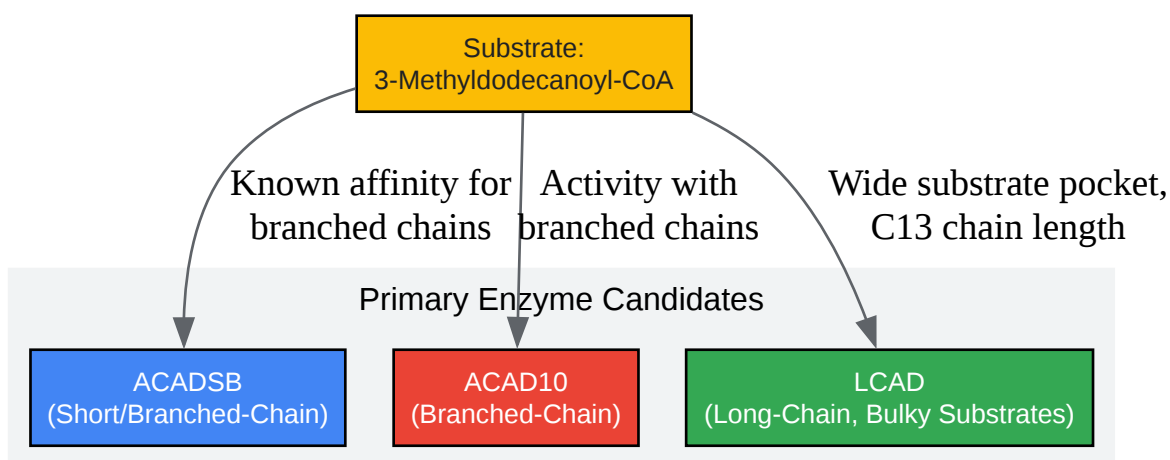 Substrate:
3-Methyldodecanoyl-CoA
Known affinity for
branched chains
Activity with
branched chains
Wide substrate pocket,
C13 chain length
Primary Enzyme Candidates
ACADSB
(Short/Branched-Chain)
ACAD10
(Branched-Chain)
LCAD
(Long-Chain, Bulky Substrates)